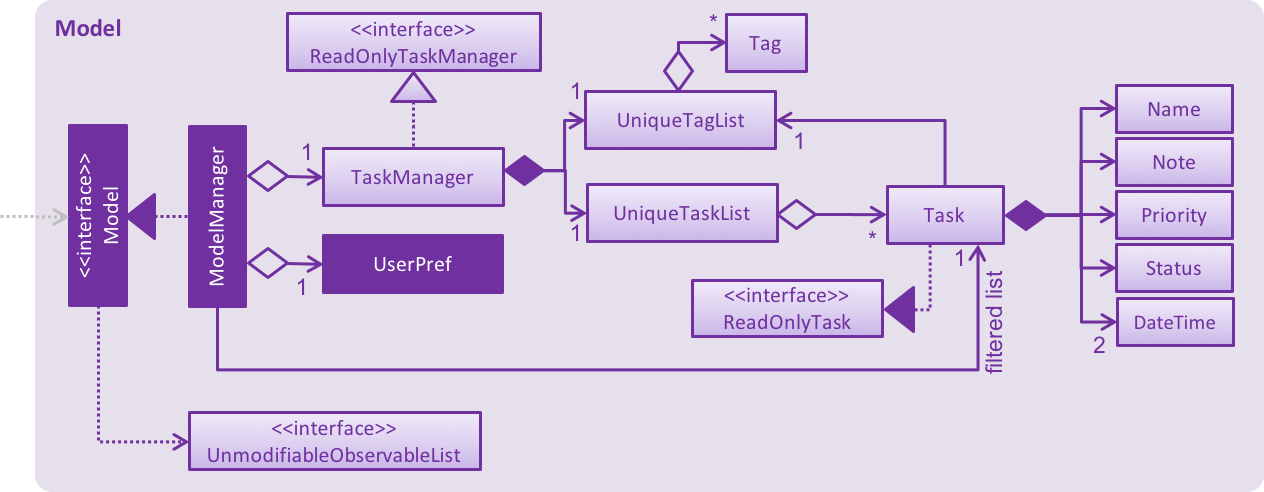 Model
<<interface>>
ReadOnlyTaskManager
*
Tag
1
UniqueTagList
1
<<interface>>
Model
ModelManager
1
TaskManager
UniqueTaskList
1
Task
*
1
filtered list
Name
Note
Priority
Status
DateTime
2
UserPref
1
<<interface>>
ReadOnlyTask
<<interface>>
UnmodifiableObservableList